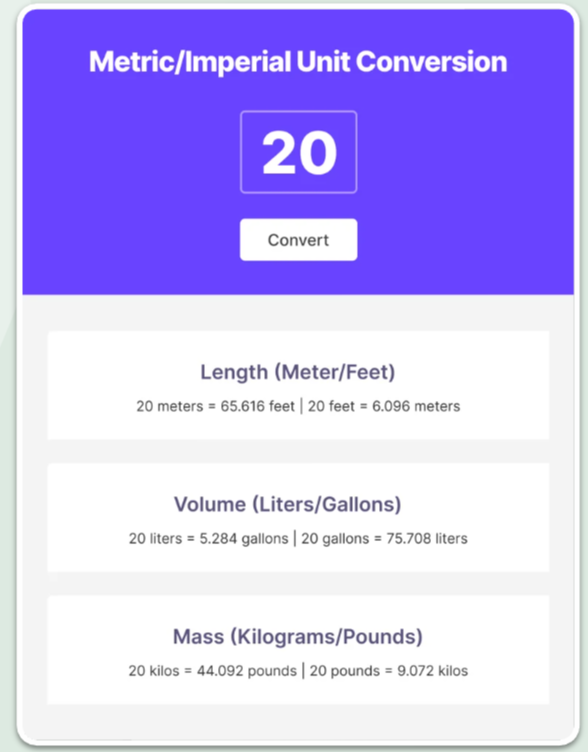 Metric/Imperial Unit Conversion
20
Convert
Length (Meter/Feet)
20 meters = 65.616 feet | 20 feet = 6.096 meters
Volume (Liters/Gallons)
20 liters = 5.284 gallons | 20 gallons = 75.708 liters
Mass (Kilograms/Pounds)
20 kilos = 44.092 pounds | 20 pounds = 9.072 kilos